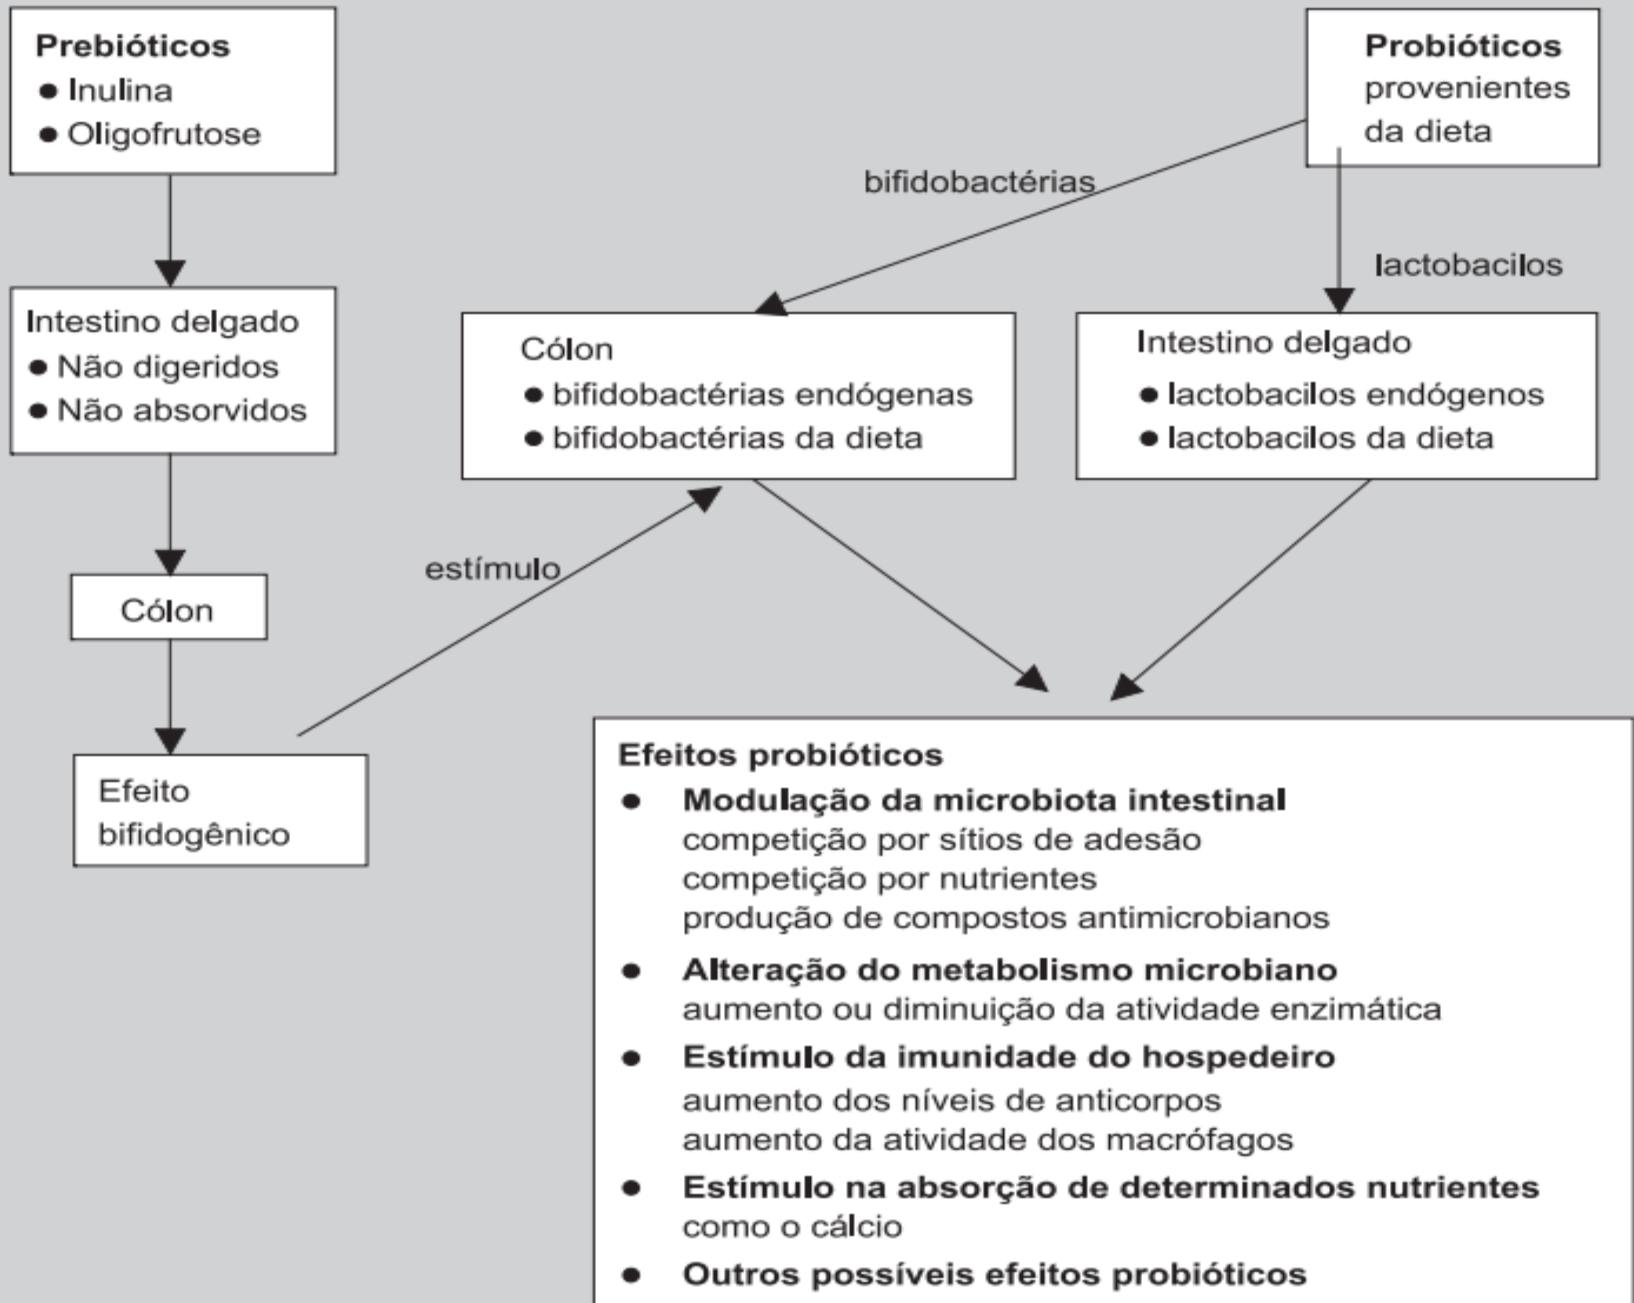 Prebióticos
● Inulina
● Oligofrutose
Probióticos
provenientes
da dieta
bifidobactérias
lactobacilos
Intestino delgado
● Não digeridos
● Não absorvidos
Cólon
● bifidobactérias endógenas
● bifidobactérias da dieta
Intestino delgado
● lactobacilos endógenos
● lactobacilos da dieta
estímulo
Cólon
Efeito
bifidogênico
Efeitos probióticos
● Modulação da microbiota intestinal
competição por sítios de adesão
competição por nutrientes
produção de compostos antimicrobianos
● Alteração do metabolismo microbiano
aumento ou diminuição da atividade enzimática
● Estímulo da imunidade do hospedeiro
aumento dos níveis de anticorpos
aumento da atividade dos macrófagos
● Estímulo na absorção de determinados nutrientes
como o cálcio
● Outros possíveis efeitos probióticos